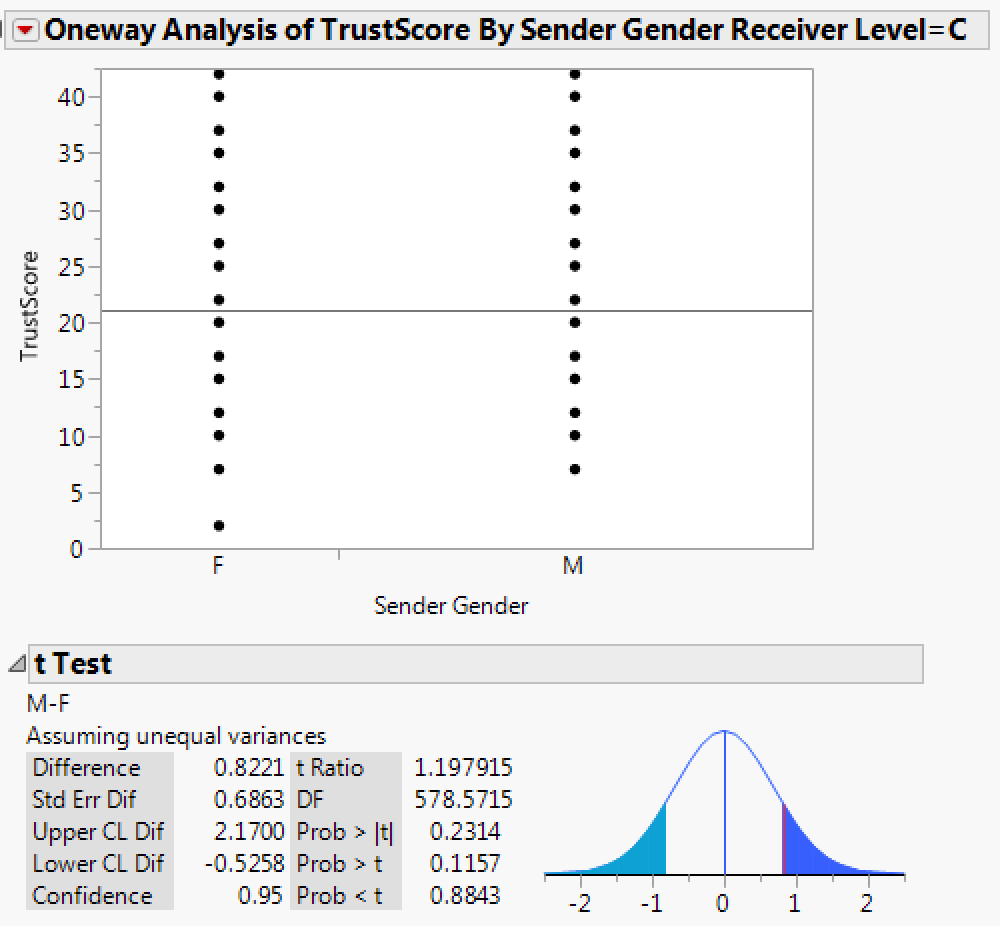 Oneway Analysis of TrustScore By Sender Gender Receiver Level=C
40
35
30
25
20
15
10
5
0
TrustScore
F M
Sender Gender
t Test
M-F
Assuming unequal variances
Difference 0.8221 t Ratio 1.197915
Std Err Dif 0.6863 DF 578.5715
Upper CL Dif 2.1700 Prob > |t| 0.2314
Lower CL Dif -0.5258 Prob > t 0.1157
Confidence 0.95 Prob < t 0.8843
-2 -1 0 1 2